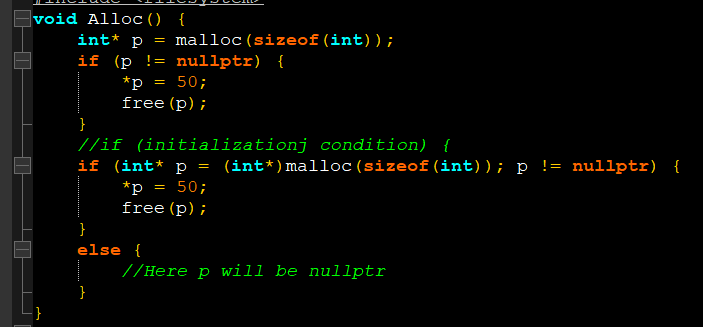 #include <filesystem>
void Alloc() {
    int* p = malloc(sizeof(int));
    if (p != nullptr) {
        *p = 50;
        free(p);
    }
    //if (initializationj condition) {
    if (int* p = (int*)malloc(sizeof(int)); p != nullptr) {
        *p = 50;
        free(p);
    }
    else {
        //Here p will be nullptr
    }
}